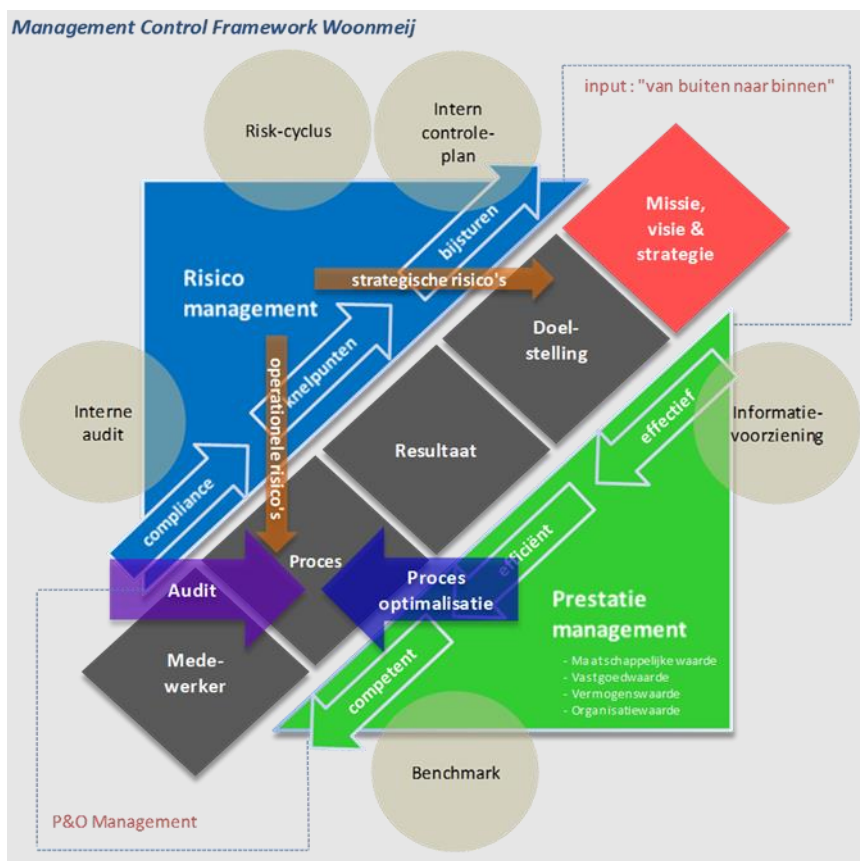 Management Control Framework Woonmeij
input : "van buiten naar binnen"
Risk-cyclus
Intern
controle-
plan
Missie,
visie &
strategie
Risico
management
bijsturen
strategische risico's
Doel-
stelling
knelpunten
operationele risico's
Interne
audit
effectief
Informatie-
voorziening
Resultaat
compliance
efficiënt
Proces
Audit
Proces
optimalisatie
Prestatie
management
- Maatschappelijke waarde
- Vastgoedwaarde
- Vermogenswaarde
- Organisatiewaarde
Mede-
werker
competent
Benchmark
P&O Management